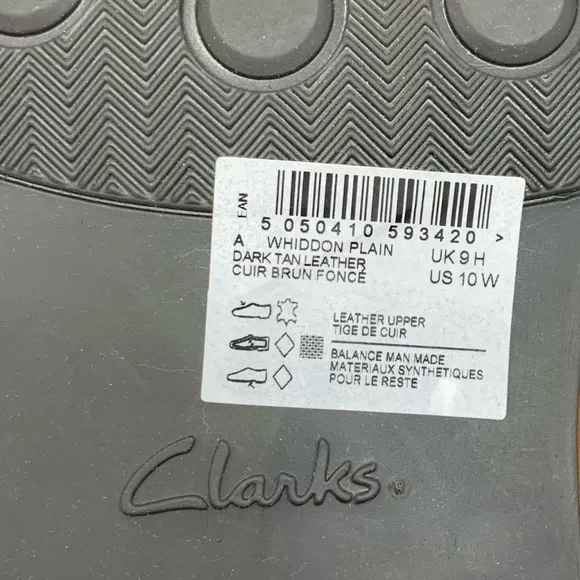 EAN
5 050410 593420 >
A WHIDDON PLAIN UK 9 H
DARK TAN LEATHER US 10 W
CUIR BRUN FONCÉ
LEATHER UPPER
TIGE DE CUIR
BALANCE MAN MADE
MATERIAUX SYNTHETIQUES
POUR LE RESTE
Clarks®